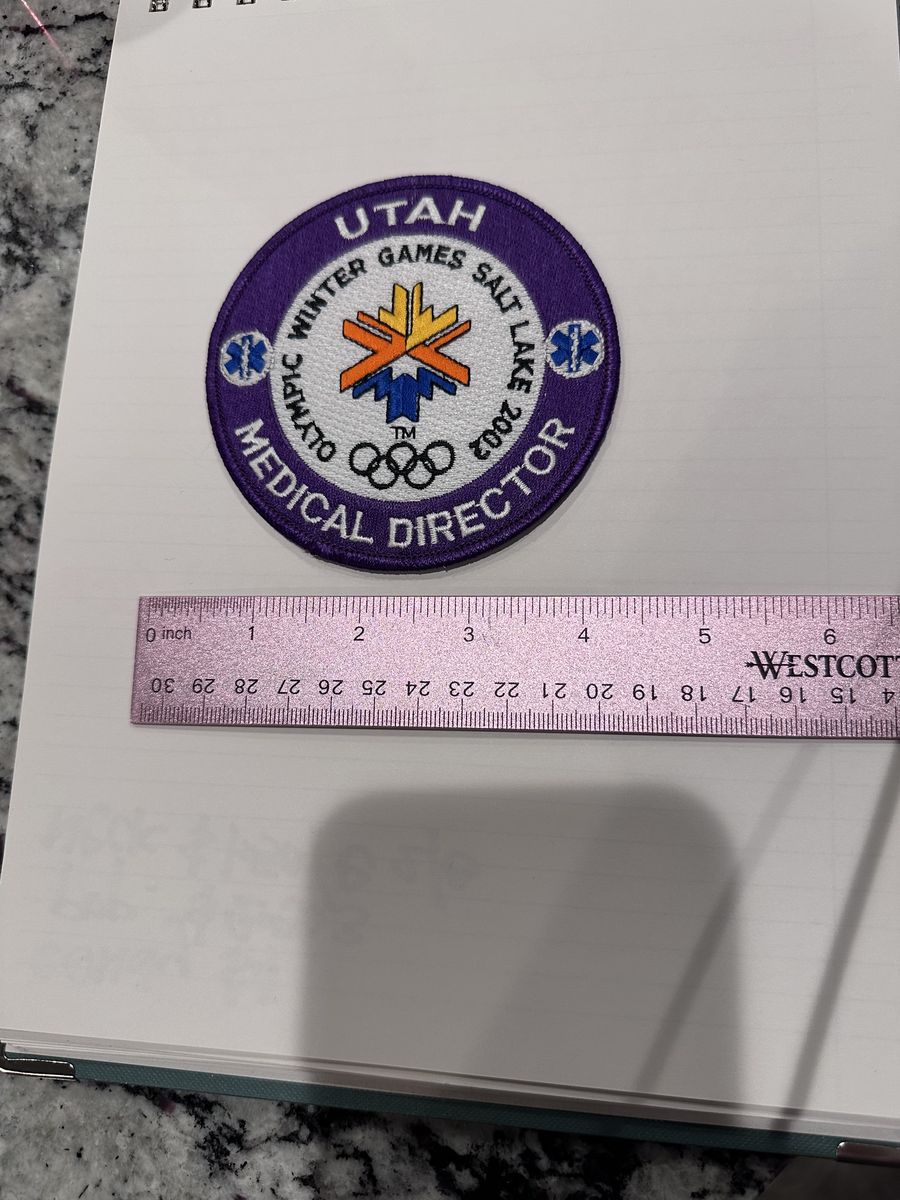 UTAH
OLYMPIC WINTER GAMES SALT LAKE 2002
TM
MEDICAL DIRECTOR
0 inch 1 2 3 4 5 6
WESTCOTT
30 29 28 27 26 25 24 23 22 21 20 19 18 17 16 15 14